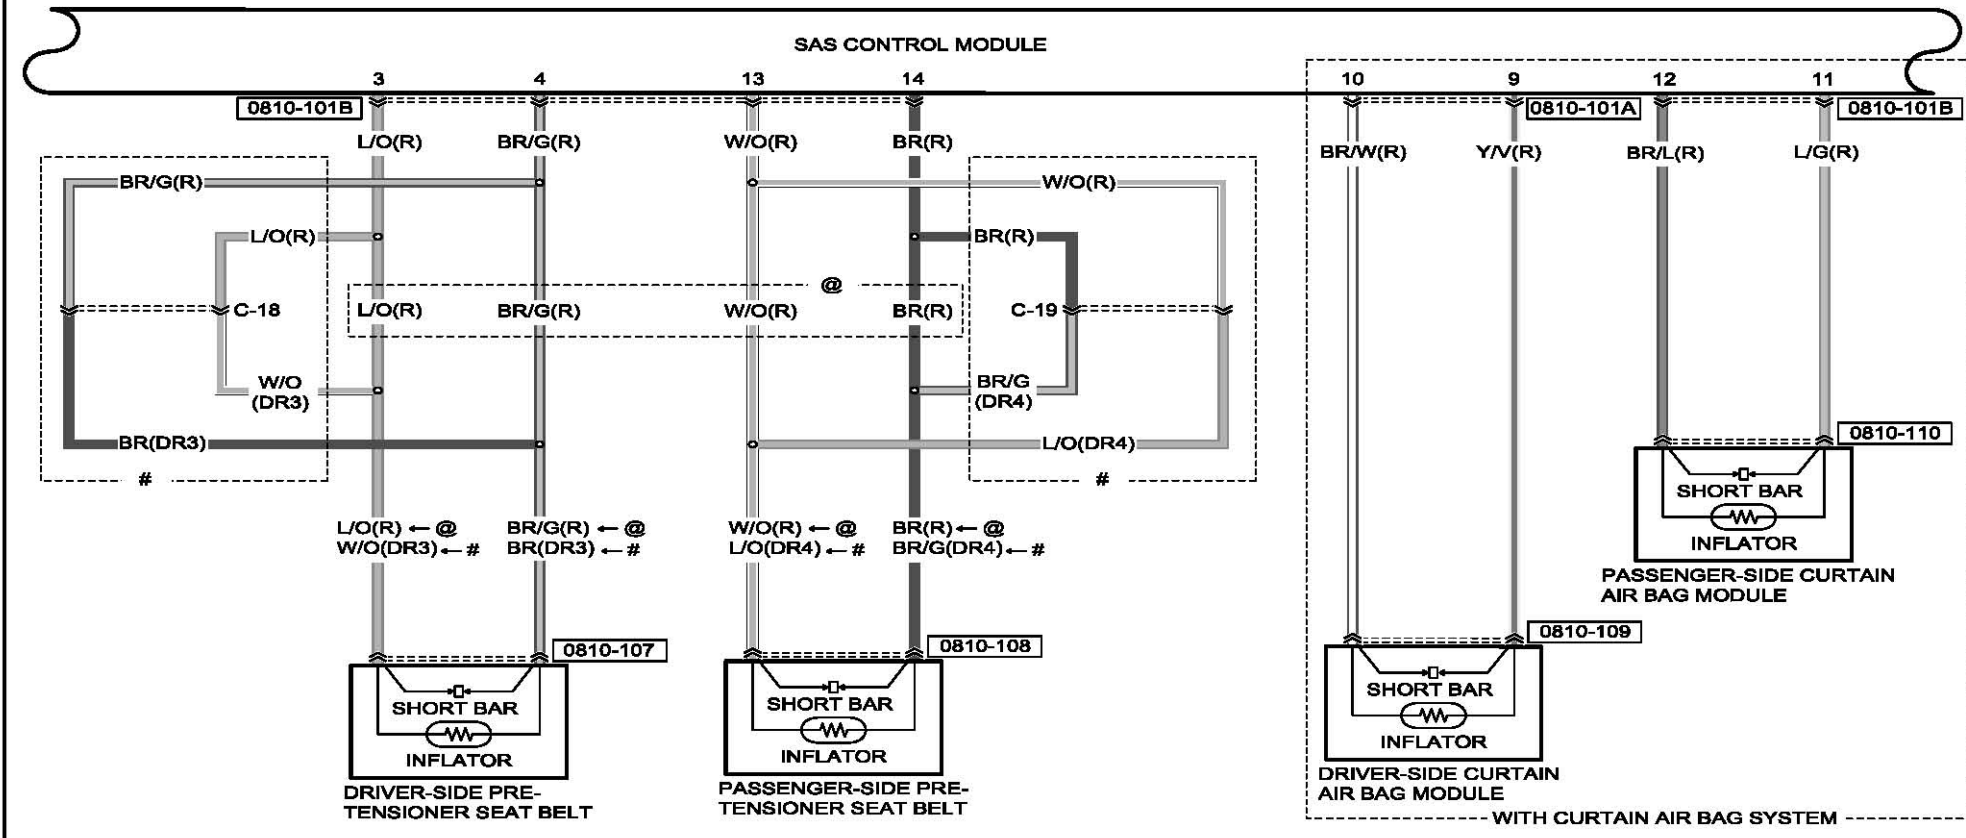 SAS CONTROL MODULE
3 4 13 14 10 9 12 11
0810-101B 0810-101A 0810-101B
L/O(R) BR/G(R) W/O(R) BR(R) BR/W(R) Y/V(R) BR/L(R) L/G(R)
BR/G(R) W/O(R)
L/O(R) BR(R)
@
C-18 L/O(R) BR/G(R) W/O(R) BR(R) C-19
W/O
(DR3)
BR/G
(DR4)
BR(DR3) L/O(DR4)
# #
0810-110
SHORT BAR
INFLATOR
PASSENGER-SIDE CURTAIN
AIR BAG MODULE
L/O(R) ← @ BR/G(R) ← @ W/O(R) ← @ BR(R) ← @
W/O(DR3) ← # BR(DR3) ← # L/O(DR4) ← # BR/G(DR4) ← #
0810-107
SHORT BAR
INFLATOR
DRIVER-SIDE PRE-
TENSIONER SEAT BELT
0810-108
SHORT BAR
INFLATOR
PASSENGER-SIDE PRE-
TENSIONER SEAT BELT
0810-109
SHORT BAR
INFLATOR
DRIVER-SIDE CURTAIN
AIR BAG MODULE
WITH CURTAIN AIR BAG SYSTEM